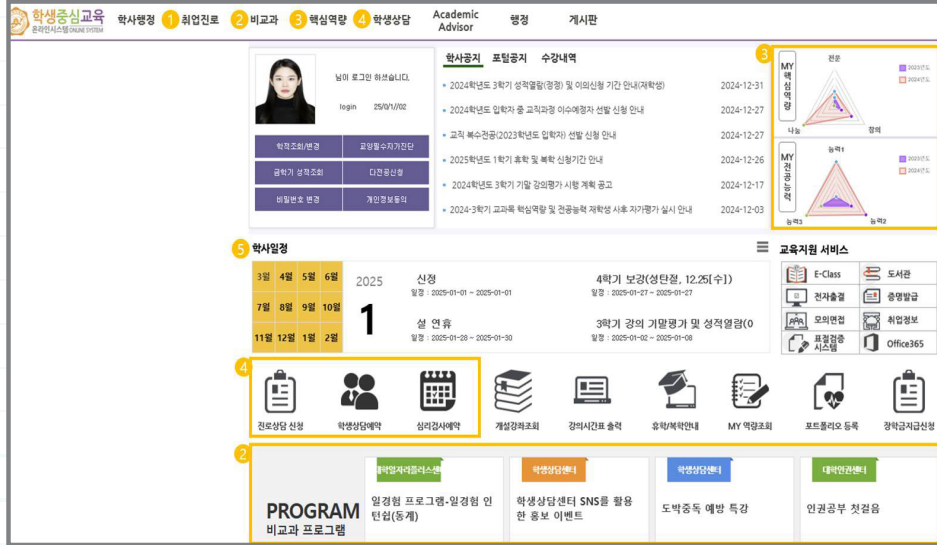 학생중심교육
온라인시스템 ONLINE SYSTEM
학사행정 1 취업진로 2 비교과 3 핵심역량 4 학생상담 Academic Advisor 행정 게시판
님이 로그인 하셨습니다.
login
학적조회/변경 교양필수자가진단
금학기 성적조회 다전공신청
비밀번호 변경 개인정보동의
학사공지 포털공지 수강내역
2024학년도 3학기 성적열람(정정) 및 이의신청 기간 안내(재학생) 2024-12-31
2024학년도 입학자 중 교직과정 이수예정자 선발 신청 안내 2024-12-27
교직 복수전공(2023학년도 입학자) 선발 신청 안내 2024-12-27
2025학년도 1학기 휴학 및 복학 신청기간 안내 2024-12-26
2024학년도 3학기 기말 강의평가 시행 계획 공고 2024-12-17
2024-3학기 교과목 핵심역량 및 전공능력 재학생 사후 자가평가 실시 안내 2024-12-03
3
MY 핵심역량
전문
나눔
창의
2023년도
2024년도
MY 전공능력
능력1
능력3
능력2
2023년도
2024년도
5 학사일정
3월 4월 5월 6월
7월 8월 9월 10월
11월 12월 1월 2월
2025
1
신정
일정 : 2025-01-01 ~ 2025-01-01
4학기 보강(성탄절, 12.25[수])
일정 : 2025-01-27 ~ 2025-01-27
설 연휴
일정 : 2025-01-28 ~ 2025-01-30
3학기 강의 기말평가 및 성적열람(0
일정 : 2025-01-02 ~ 2025-01-08
교육지원 서비스
E-Class 도서관
전자출결 증명발급
모의면접 취업정보
표절검증 시스템 Office365
4
진로상담 신청 학생상담예약 심리검사예약 개설강좌조회 강의시간표 출력 휴학/복학안내 MY 역량조회 포트폴리오 등록 장학금지급신청
2
PROGRAM
비교과 프로그램
대학일자리플러스센터
일경험 프로그램-일경험 인
턴쉽(동계)
학생상담센터
학생상담센터 SNS를 활용
한 홍보 이벤트
학생상담센터
도박중독 예방 특강
대학인권센터
인권공부 첫걸음